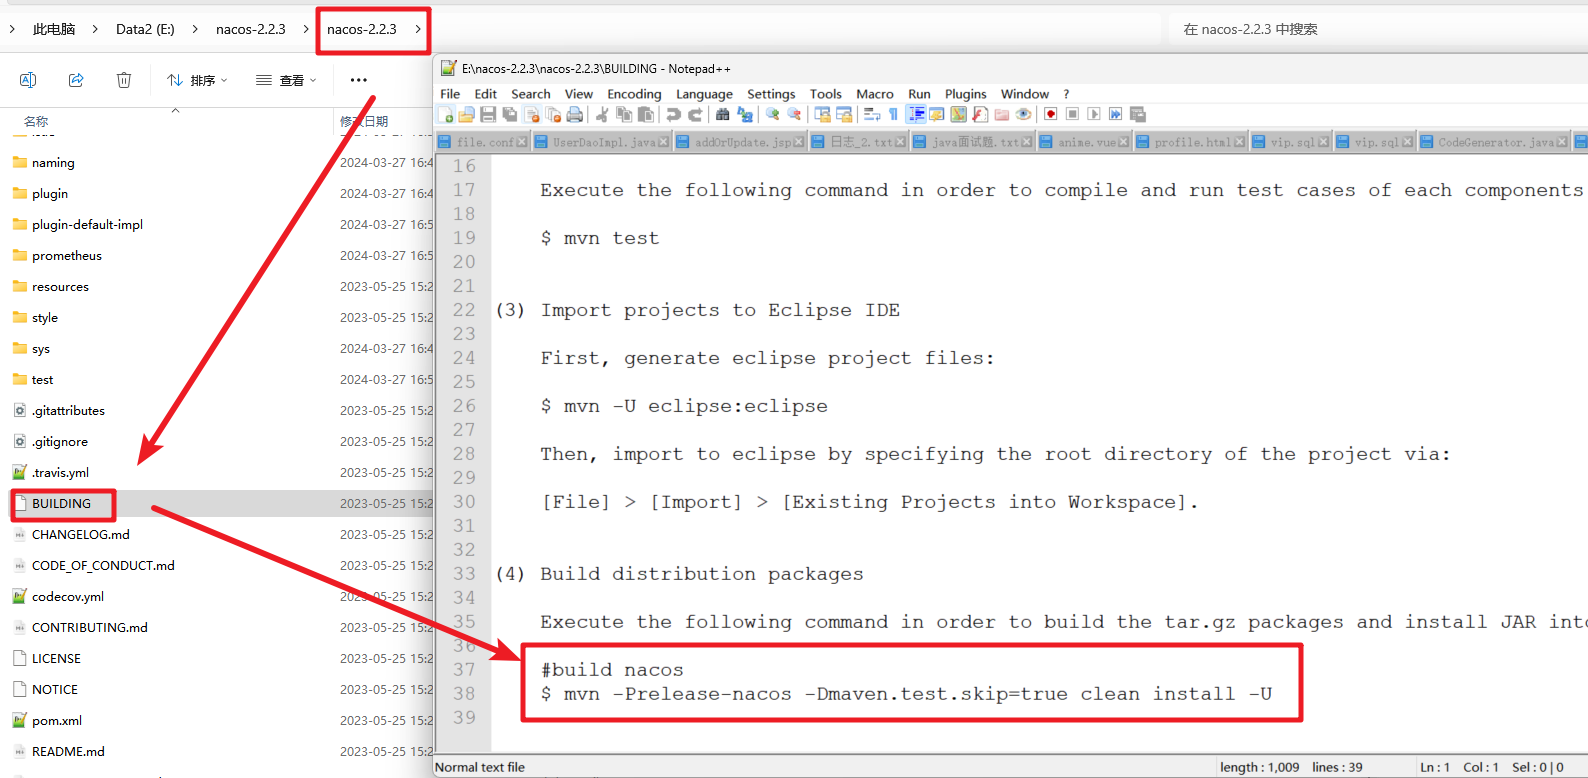 此电脑 > Data2 (E:) > nacos-2.2.3 > nacos-2.2.3 >
在 nacos-2.2.3 中搜索
排序
查看
名称
修改日期
naming
2024-03-27 16:4
plugin
2024-03-27 16:5
plugin-default-impl
2024-03-27 16:5
prometheus
2024-03-27 16:5
resources
2023-05-25 15:2
style
2023-05-25 15:2
sys
2024-03-27 16:4
test
2024-03-27 16:5
.gitattributes
2023-05-25 15:2
.gitignore
2023-05-25 15:2
.travis.yml
2023-05-25 15:2
BUILDING
2023-05-25 15:2
CHANGELOG.md
2023-05-25 15:2
CODE_OF_CONDUCT.md
2023-05-25 15:2
codecov.yml
2023-05-25 15:2
CONTRIBUTING.md
2023-05-25 15:2
LICENSE
2023-05-25 15:2
NOTICE
2023-05-25 15:2
pom.xml
2023-05-25 15:2
README.md
2023-05-25 15:2
E:\nacos-2.2.3\nacos-2.2.3\BUILDING - Notepad++
File Edit Search View Encoding Language Settings Tools Macro Run Plugins Window ?
file.conf UserDaoImpl.java addOrUpdate.jsp 日志_2.txt java面试题.txt anime.vue profile.html vip.sql vip.sql CodeGenerator.java
16
17 Execute the following command in order to compile and run test cases of each components
18
19 $ mvn test
20
21
22 (3) Import projects to Eclipse IDE
23
24 First, generate eclipse project files:
25
26 $ mvn -U eclipse:eclipse
27
28 Then, import to eclipse by specifying the root directory of the project via:
29
30 [File] > [Import] > [Existing Projects into Workspace].
31
32
33 (4) Build distribution packages
34
35 Execute the following command in order to build the tar.gz packages and install JAR into
36
37 #build nacos
38 $ mvn -Prelease-nacos -Dmaven.test.skip=true clean install -U
39
Normal text file
length : 1,009 lines : 39
Ln : 1 Col : 1 Sel : 0 | 0